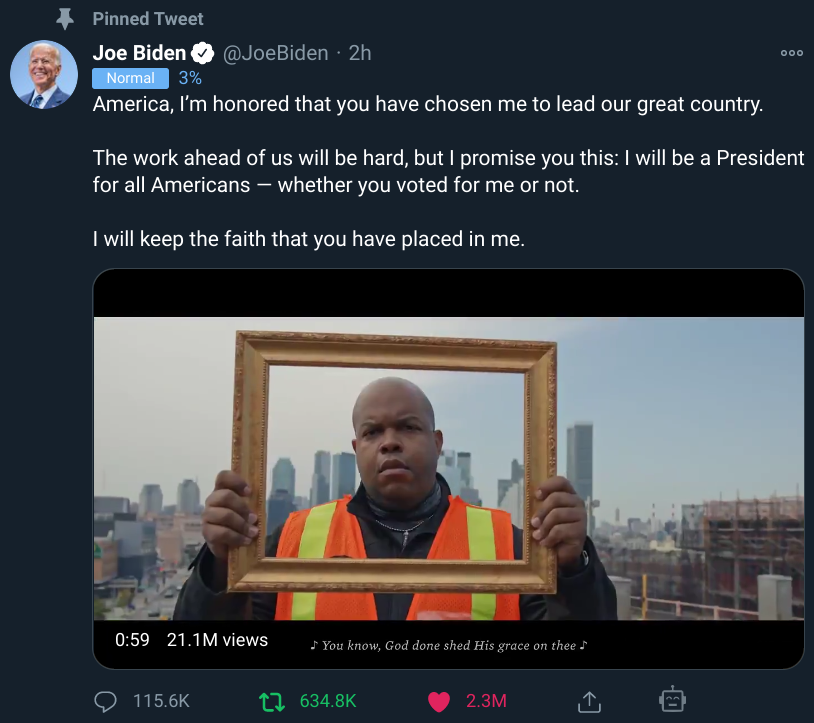 Pinned Tweet
Joe Biden @JoeBiden · 2h
Normal 3%
America, I’m honored that you have chosen me to lead our great country.
The work ahead of us will be hard, but I promise you this: I will be a President
for all Americans — whether you voted for me or not.
I will keep the faith that you have placed in me.
0:59 21.1M views
♪ You know, God done shed His grace on thee ♪
115.6K 634.8K 2.3M